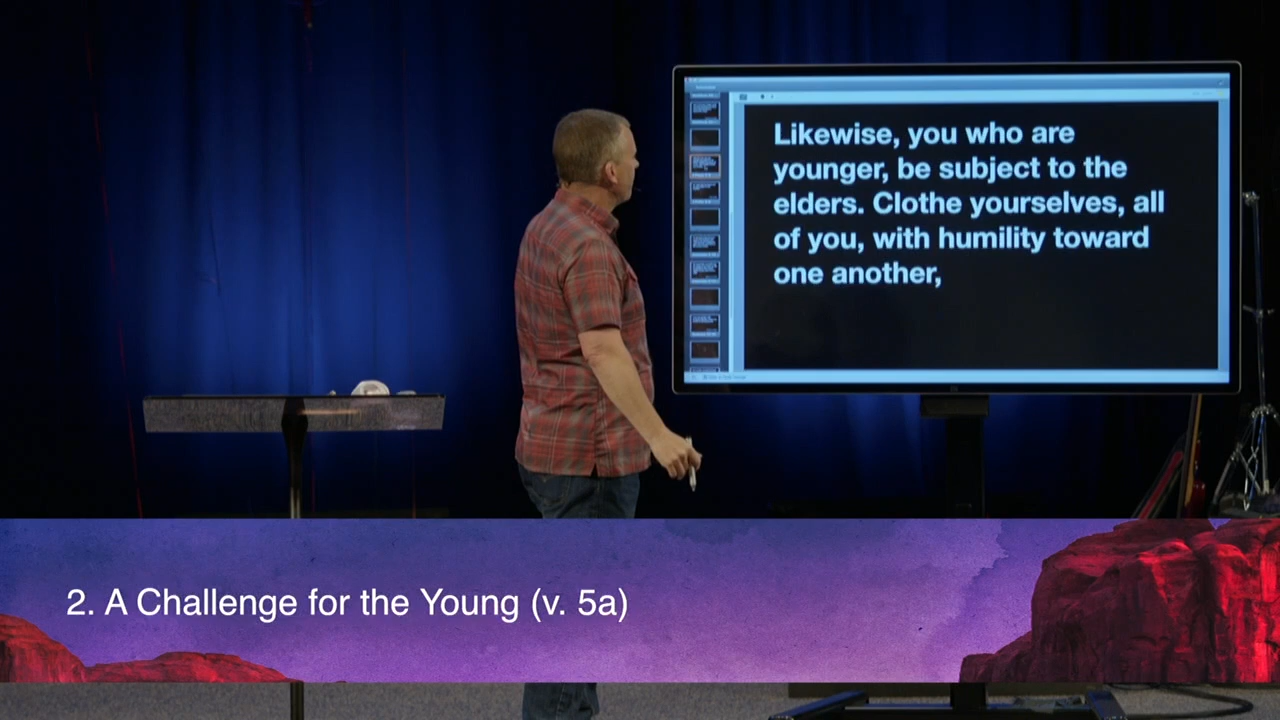 Likewise, you who are
younger, be subject to the
elders. Clothe yourselves, all
of you, with humility toward
one another,
2. A Challenge for the Young (v. 5a)